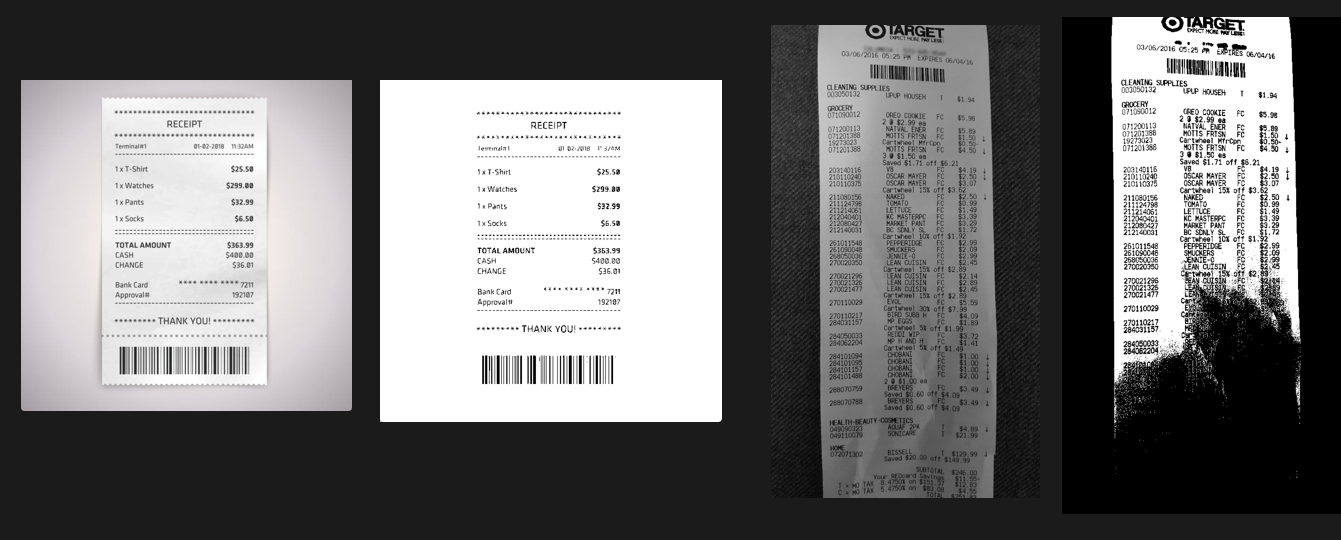 RECEIPT
Terminal#1 01-02-2018 11:32AM
1 x T-Shirt $25.50
1 x Watches $299.00
1 x Pants $32.99
1 x Socks $6.50
TOTAL AMOUNT $363.99
CASH $400.00
CHANGE $36.01
Bank Card **** **** **** 7211
Approval# 192107
********* THANK YOU! *********
RECEIPT
Terminal#1 01-02-2018
1 x T-Shirt $25.50
1 x Watches $299.00
1 x Pants $32.99
1 x Socks $6.50
TOTAL AMOUNT $363.99
CASH $400.00
CHANGE $36.01
Bank Card **** **** **** 7211
Approval# 192107
********* THANK YOU! *********
TARGET
EXPECT MORE PAY LESS
03/06/2016 05:25 PM EXPIRES 06/04/16
CLEANING SUPPLIES
003050132 UPUP HOUSEH T $1.94
GROCERY
071090012 OREO COOKIE FC $5.98
2 @ $2.99 ea
071200113 NATVAL ENER FC $5.89
071201388 MOTTS FRTSN FC $1.50 ↓
19273023 Cartwheel MfrCpn $0.50-
071201388 MOTTS FRTSN FC $4.50 ↓
3 @ $1.50 ea
Saved $1.71 off $6.21
203140116 V8 FC $4.19 ↓
210110240 OSCAR MAYER FC $2.50 ↓
210110375 OSCAR MAYER FC $3.07
Cartwheel 15% off $3.62
211080156 NAKED FC $2.50 ↓
211124798 TOMATO FC $0.99
211214061 LETTUCE FC $1.49
212040401 KC MASTERPC FC $3.39
212080427 MARKET PANT FC $3.29
212140031 BC SDNLY SL FC $1.72
Cartwheel 10% off $1.92
261011548 PEPPERIDGE FC $2.99
261090048 SMUCKERS FC $2.09
268050036 JENNIE-O FC $2.99
270020350 LEAN CUISIN FC $2.45
Cartwheel 15% off $2.89
270021296 LEAN CUISIN FC $2.14
270021326 LEAN CUISIN FC $2.89
270021477 LEAN CUISIN FC $2.45
Cartwheel 15% off $2.89
270110029 EVOL FC $5.59
Cartwheel 30% off $7.99
270110217 BIRD SUBB H FC $4.09
284031157 MP EGGS FC $1.89
Cartwheel 5% off $1.99
284050033 REDDI WIP FC $3.72
284062204 MP H AND H FC $1.41
Cartwheel 5% off $1.49
284101094 CHOBANI FC $1.00 ↓
284101095 CHOBANI FC $1.00 ↓
284101156 CHOBANI FC $1.00 ↓
284101488 CHOBANI FC $2.00 ↓
2 @ $1.00 ea
288070759 BREYERS FC $3.49 ↓
Saved $0.60 off $4.09
288070788 BREYERS FC $3.49 ↓
Saved $0.60 off $4.09
HEALTH-BEAUTY-COSMETICS
049090323 AQUAF 2PK T $4.89 ↓
049110079 SONICARE T $21.99
HOME
072071302 BISSELL T $129.99 ↓
Saved $20.00 off $149.99
SUBTOTAL $246.00
Your REDcard Savings
T = MO TAX 8.4750% on $151.37 $12.83
C = MO TAX 5.4750% on $83.08 $4.55
TOTAL
TARGET
EXPECT MORE PAY LESS
03/06/2016 05:25 PM EXPIRES 06/04/16
CLEANING SUPPLIES
003050132 UPUP HOUSEH T $1.94
GROCERY
071090012 OREO COOKIE FC $5.98
2 @ $2.99 ea
071200113 NATVAL ENER FC $5.89
071201388 MOTTS FRTSN FC $1.50 ↓
19273023 Cartwheel MfrCpn $0.50-
071201388 MOTTS FRTSN FC $4.50 ↓
3 @ $1.50 ea
Saved $1.71 off $6.21
203140116 V8 FC $4.19 ↓
210110240 OSCAR MAYER FC $2.50 ↓
210110375 OSCAR MAYER FC $3.07
Cartwheel 15% off $3.62
211080156 NAKED FC $2.50 ↓
211124798 TOMATO FC $0.99
211214061 LETTUCE FC $1.49
212040401 KC MASTERPC FC $3.39
212080427 MARKET PANT FC $3.29
212140031 BC SDNLY SL FC $1.72
Cartwheel 10% off $1.92
261011548 PEPPERIDGE FC $2.99
261090048 SMUCKERS FC $2.09
268050036 JENNIE-O FC $2.99
270020350 LEAN CUISIN FC $2.45
Cartwheel 15% off
270021296 LEAN CUISIN
270021326 LEAN CUISIN
270021477 LEAN
270110029
270110217
284031157
284050033
284062204